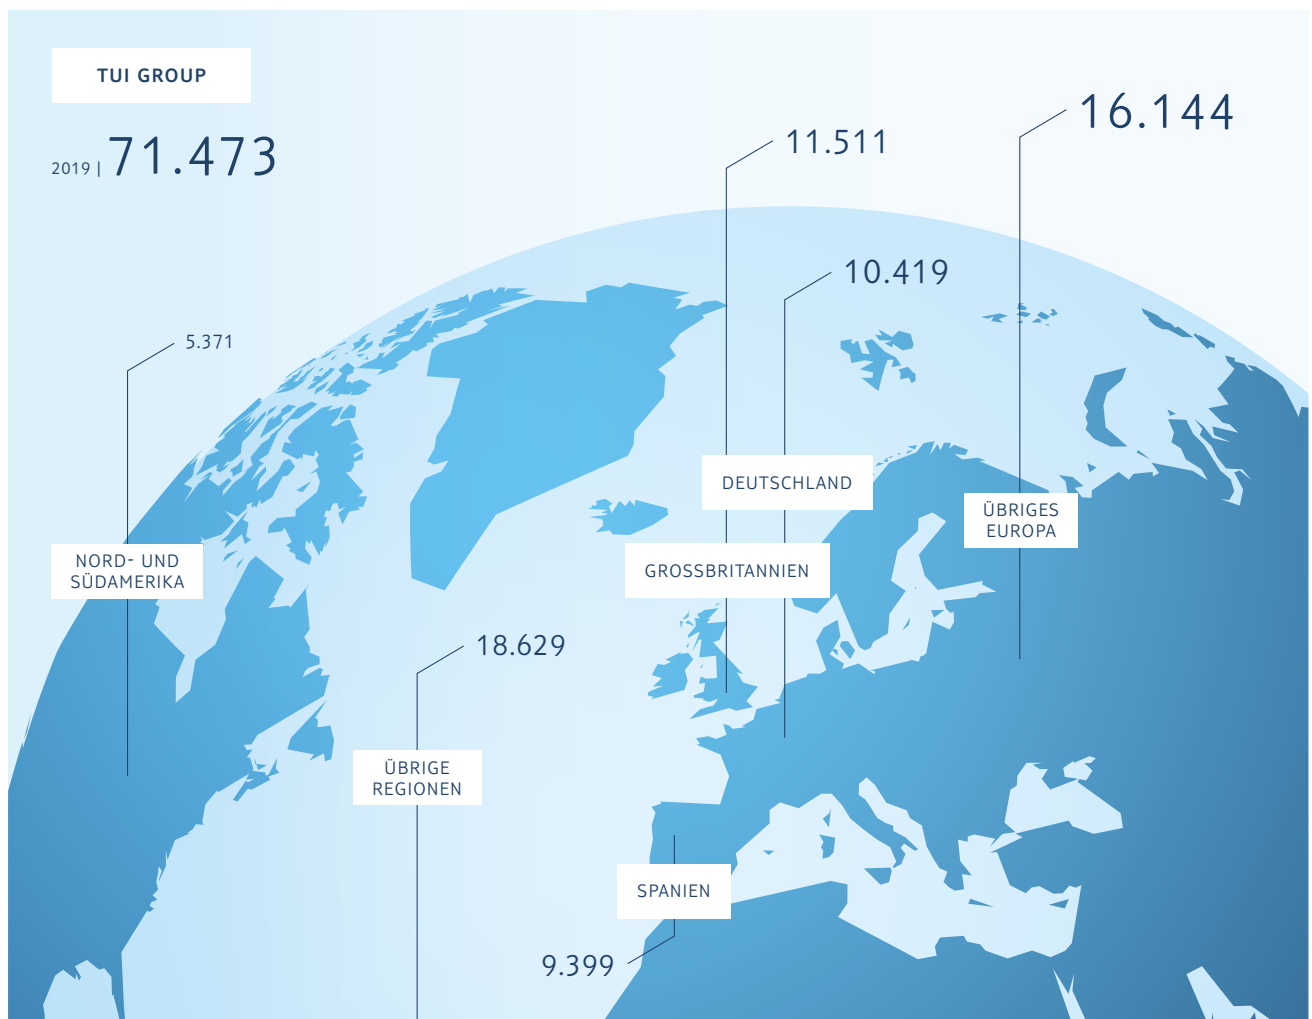 TUI GROUP
2019 | 71.473
16.144
11.511
10.419
5.371
DEUTSCHLAND
ÜBRIGES
EUROPA
NORD- UND
SÜDAMERIKA
GROSSBRITANNIEN
18.629
ÜBRIGE
REGIONEN
SPANIEN
9.399